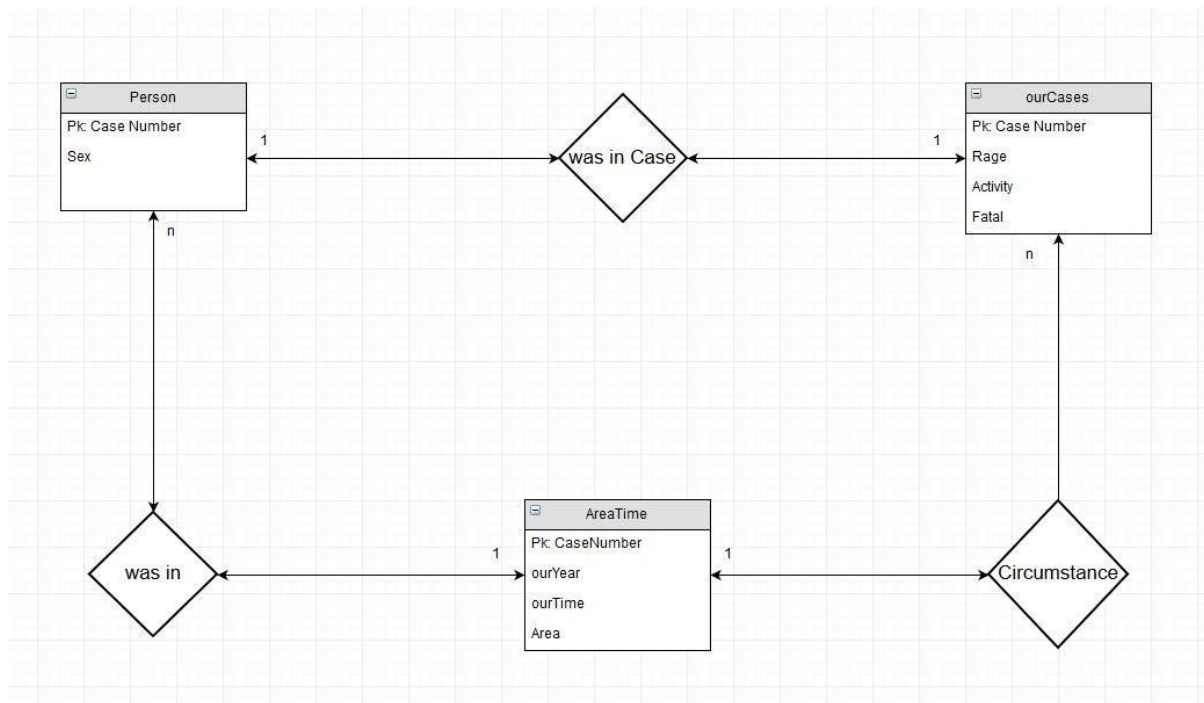 Person
Pk: Case Number
Sex
1
was in Case
1
ourCases
Pk: Case Number
Rage
Activity
Fatal
n
n
was in
1
AreaTime
Pk: CaseNumber
ourYear
ourTime
Area
1
Circumstance